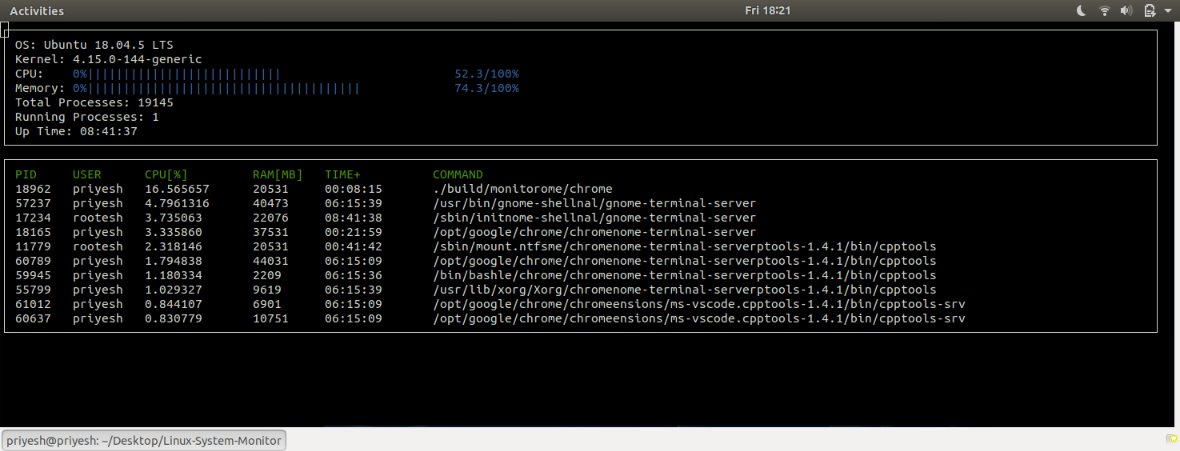 Activities Fri 18:21
OS: Ubuntu 18.04.5 LTS
Kernel: 4.15.0-144-generic
CPU: 0%|||||||||||||||||||||||||||| 52.3/100%
Memory: 0%||||||||||||||||||||||||||||||||||||||| 74.3/100%
Total Processes: 19145
Running Processes: 1
Up Time: 08:41:37
PID USER CPU[%] RAM[MB] TIME+ COMMAND
18962 priyesh 16.565657 20531 00:08:15 ./build/monitorome/chrome
57237 priyesh 4.7961316 40473 06:15:39 /usr/bin/gnome-shellnal/gnome-terminal-server
17234 rootesh 3.735063 22076 08:41:38 /sbin/initnome-shellnal/gnome-terminal-server
18165 priyesh 3.335860 37531 00:21:59 /opt/google/chrome/chromenome-terminal-server
11779 rootesh 2.318146 20531 00:41:42 /sbin/mount.ntfsme/chromenome-terminal-serverptools-1.4.1/bin/cpptools
60789 priyesh 1.794838 44031 06:15:09 /opt/google/chrome/chromenome-terminal-serverptools-1.4.1/bin/cpptools
59945 priyesh 1.180334 2209 06:15:36 /bin/bashle/chrome/chromenome-terminal-serverptools-1.4.1/bin/cpptools
55799 priyesh 1.029327 9619 06:15:39 /usr/lib/xorg/Xorg/chromenome-terminal-serverptools-1.4.1/bin/cpptools
61012 priyesh 0.844107 6901 06:15:09 /opt/google/chrome/chromeensions/ms-vscode.cpptools-1.4.1/bin/cpptools-srv
60637 priyesh 0.830779 10751 06:15:09 /opt/google/chrome/chromeensions/ms-vscode.cpptools-1.4.1/bin/cpptools-srv
priyesh@priyesh: ~/Desktop/Linux-System-Monitor